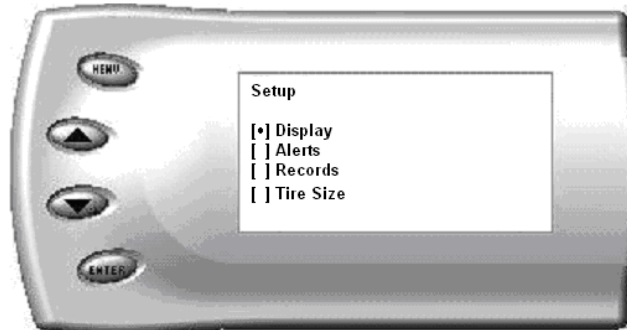 MENU
Setup
[•] Display
[ ] Alerts
[ ] Records
[ ] Tire Size
ENTER